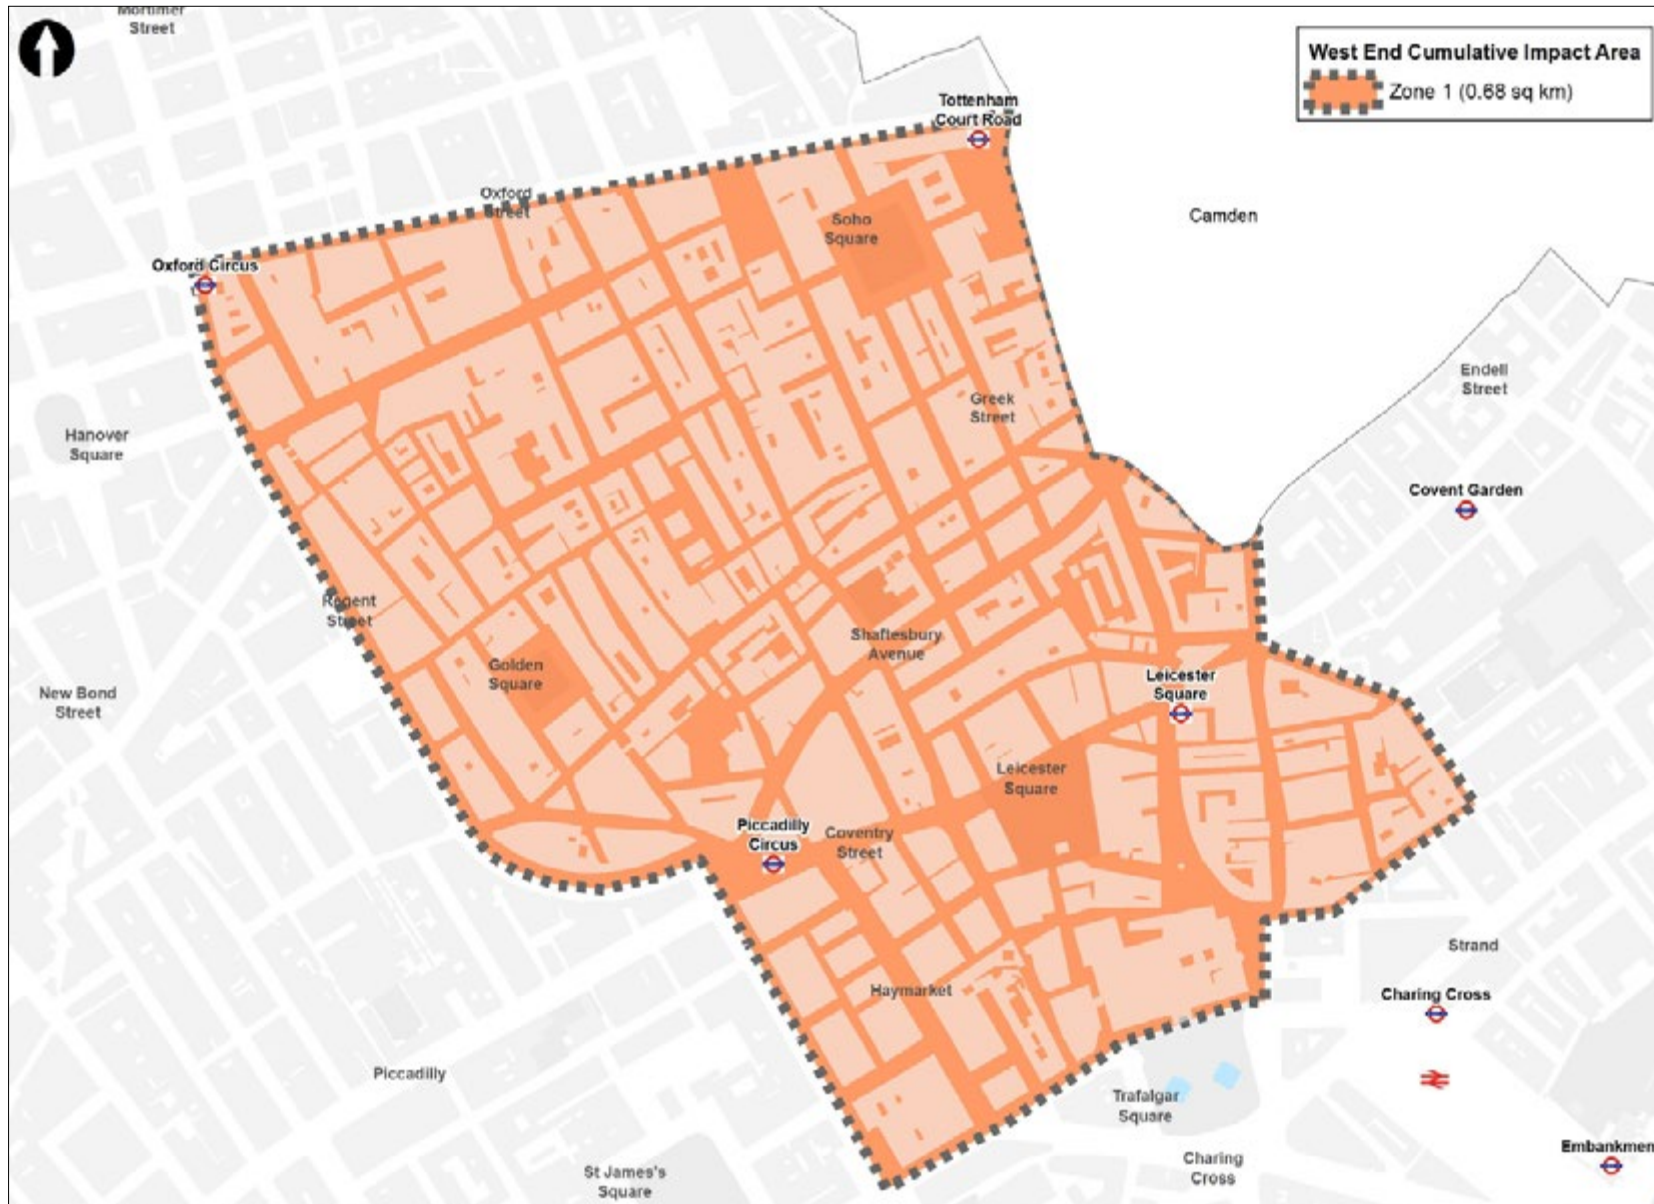 Mortimer
Street
West End Cumulative Impact Area
Zone 1 (0.68 sq km)
Tottenham
Court Road
Oxford
Street
Soho
Square
Camden
Oxford Circus
Endell
Street
Greek
Street
Hanover
Square
Covent Garden
Regent
Street
Shaftesbury
Avenue
Golden
Square
Leicester
Square
New Bond
Street
Leicester
Square
Piccadilly
Circus
Coventry
Street
Strand
Haymarket
Charing Cross
Piccadilly
Trafalgar
Square
Embankmen
Charing
Cross
St James's
Square